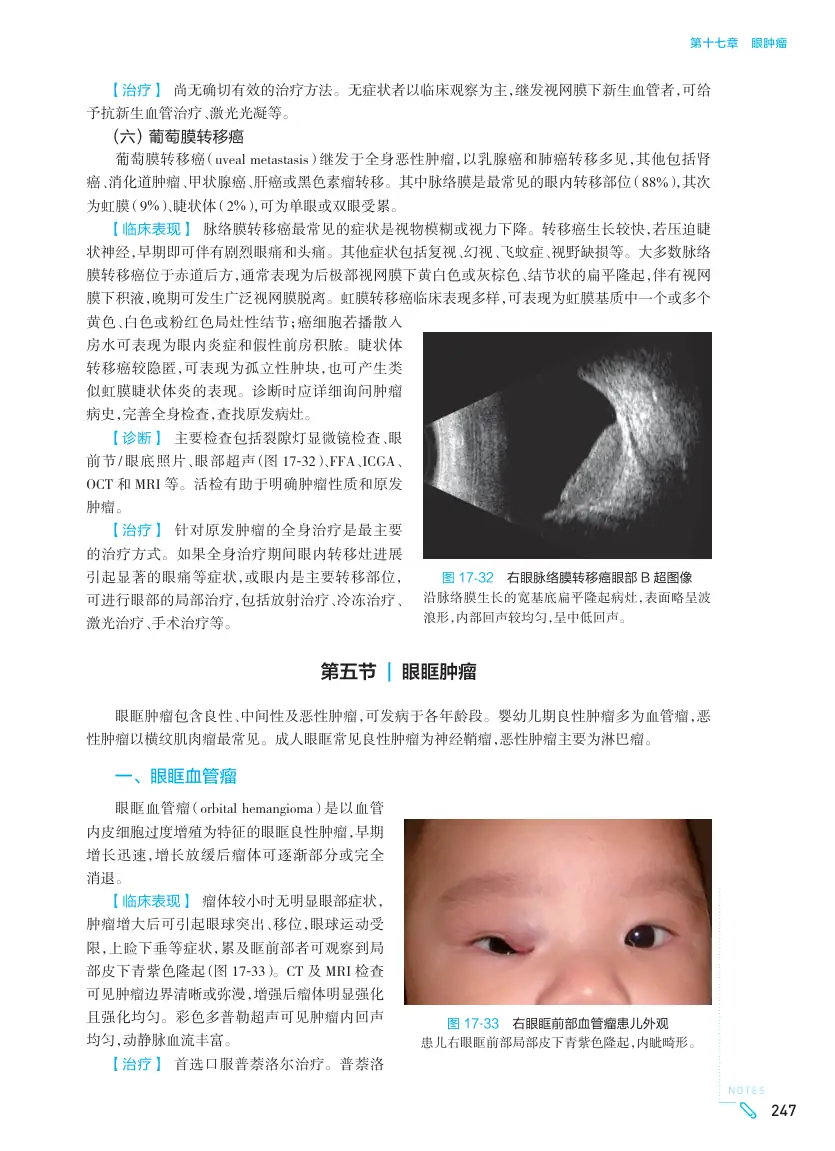 第十七章 眼肿瘤
【治疗】 尚无确切有效的治疗方法。无症状者以临床观察为主,继发视网膜下新生血管者,可给
予抗新生血管治疗、激光光凝等。
(六) 葡萄膜转移癌
葡萄膜转移癌(uveal metastasis)继发于全身恶性肿瘤,以乳腺癌和肺癌转移多见,其他包括肾
癌、消化道肿瘤、甲状腺癌、肝癌或黑色素瘤转移。其中脉络膜是最常见的眼内转移部位(88%),其次
为虹膜(9%)、睫状体(2%),可为单眼或双眼受累。
【临床表现】 脉络膜转移癌最常见的症状是视物模糊或视力下降。转移癌生长较快,若压迫睫
状神经,早期即可伴有剧烈眼痛和头痛。其他症状包括复视、幻视、飞蚊症、视野缺损等。大多数脉络
膜转移癌位于赤道后方,通常表现为后极部视网膜下黄白色或灰棕色、结节状的扁平隆起,伴有视网
膜下积液,晚期可发生广泛视网膜脱离。虹膜转移癌临床表现多样,可表现为虹膜基质中一个或多个
黄色、白色或粉红色局灶性结节;癌细胞若播散入
房水可表现为眼内炎症和假性前房积脓。睫状体
转移癌较隐匿,可表现为孤立性肿块,也可产生类
似虹膜睫状体炎的表现。诊断时应详细询问肿瘤
病史,完善全身检查,查找原发病灶。
【诊断】 主要检查包括裂隙灯显微镜检查、眼
前节/眼底照片、眼部超声(图 17-32)、FFA、ICGA、
OCT 和 MRI 等。活检有助于明确肿瘤性质和原发
肿瘤。
【治疗】 针对原发肿瘤的全身治疗是最主要
的治疗方式。如果全身治疗期间眼内转移灶进展
引起显著的眼痛等症状,或眼内是主要转移部位,
可进行眼部的局部治疗,包括放射治疗、冷冻治疗、
激光治疗、手术治疗等。
图 17-32 右眼脉络膜转移癌眼部 B 超图像
沿脉络膜生长的宽基底扁平隆起病灶,表面略呈波
浪形,内部回声较均匀,呈中低回声。
第五节 | 眼眶肿瘤
眼眶肿瘤包含良性、中间性及恶性肿瘤,可发病于各年龄段。婴幼儿期良性肿瘤多为血管瘤,恶
性肿瘤以横纹肌肉瘤最常见。成人眼眶常见良性肿瘤为神经鞘瘤,恶性肿瘤主要为淋巴瘤。
一、眼眶血管瘤
眼眶血管瘤(orbital hemangioma)是以血管
内皮细胞过度增殖为特征的眼眶良性肿瘤,早期
增长迅速,增长放缓后瘤体可逐渐部分或完全
消退。
【临床表现】 瘤体较小时无明显眼部症状,
肿瘤增大后可引起眼球突出、移位,眼球运动受
限,上睑下垂等症状,累及眶前部者可观察到局
部皮下青紫色隆起(图 17-33)。CT 及 MRI 检查
可见肿瘤边界清晰或弥漫,增强后瘤体明显强化
且强化均匀。彩色多普勒超声可见肿瘤内回声
均匀,动静脉血流丰富。
【治疗】 首选口服普萘洛尔治疗。普萘洛
图 17-33 右眼眶前部血管瘤患儿外观
患儿右眼眶前部局部皮下青紫色隆起,内眦畸形。
NOTES
247